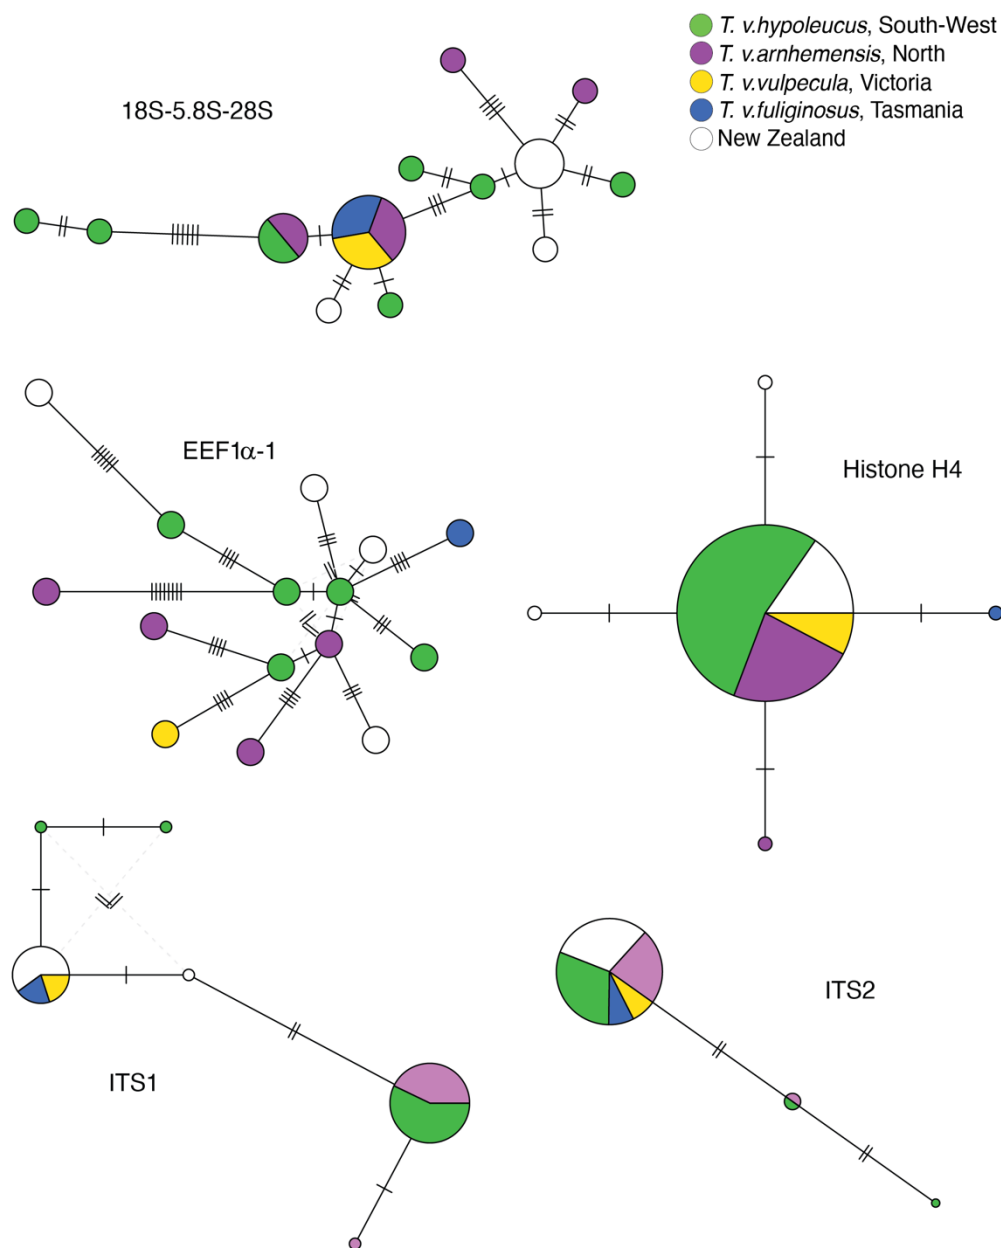 T. v.hypoleucus, South-West
T. v.arnhemensis, North
T. v.vulpecula, Victoria
T. v.fuliginosus, Tasmania
New Zealand
18S-5.8S-28S
EEF1α-1
Histone H4
ITS1
ITS2